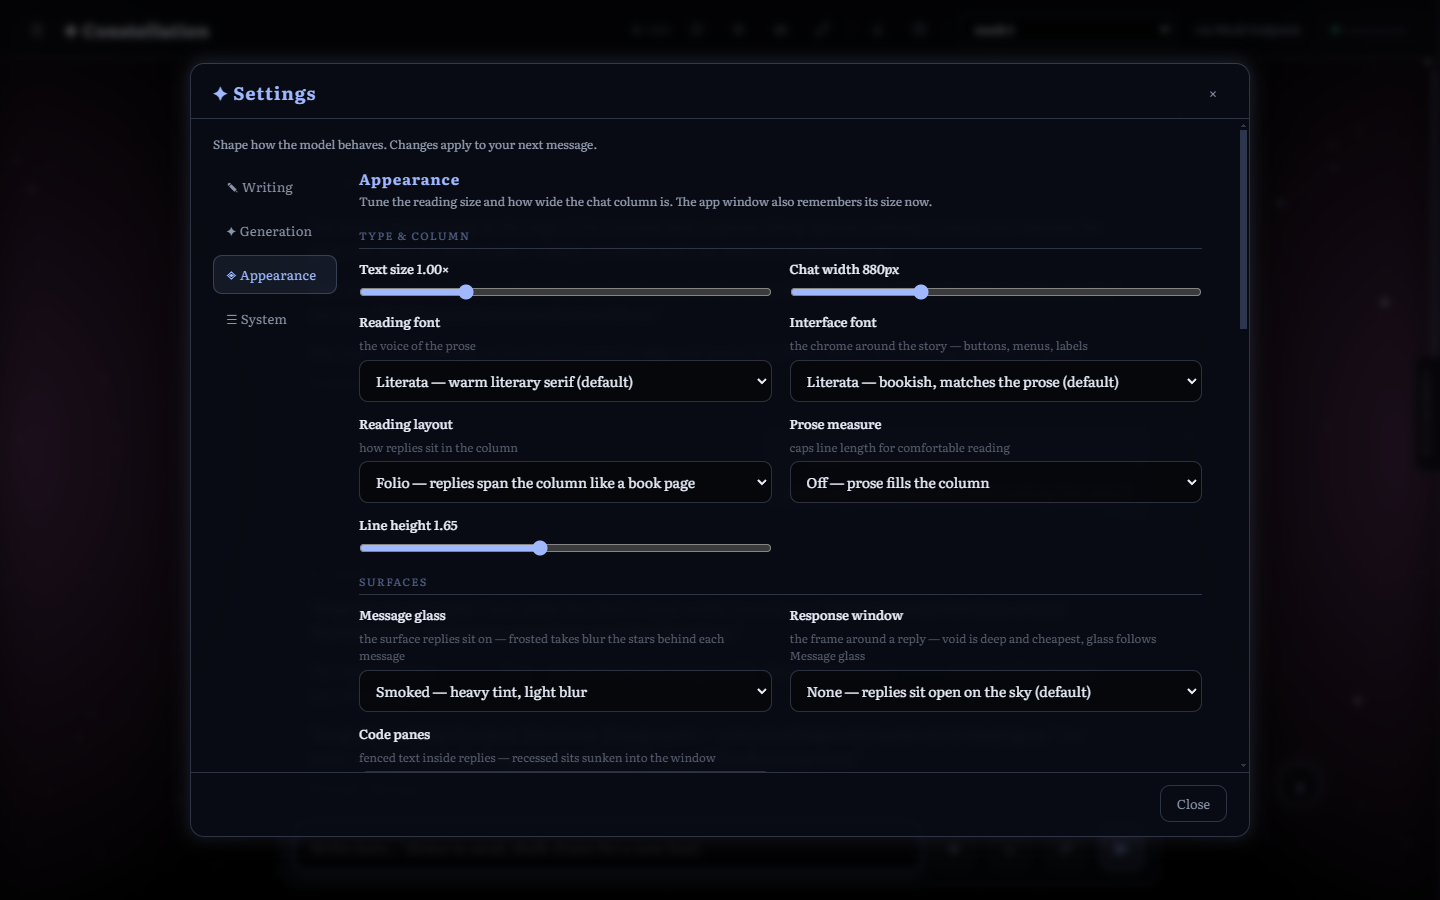 ✦ Constellation
✦ Settings
×
Shape how the model behaves. Changes apply to your next message.
✎ Writing
✦ Generation
◈ Appearance
☰ System
Appearance
Tune the reading size and how wide the chat column is. The app window also remembers its size now.
TYPE & COLUMN
Text size 1.00×
Chat width 880px
Reading font
the voice of the prose
Literata — warm literary serif (default)
Interface font
the chrome around the story — buttons, menus, labels
Literata — bookish, matches the prose (default)
Reading layout
how replies sit in the column
Folio — replies span the column like a book page
Prose measure
caps line length for comfortable reading
Off — prose fills the column
Line height 1.65
SURFACES
Message glass
the surface replies sit on — frosted takes blur the stars behind each
message
Smoked — heavy tint, light blur
Response window
the frame around a reply — void is deep and cheapest, glass follows
Message glass
None — replies sit open on the sky (default)
Code panes
fenced text inside replies — recessed sits sunken into the window
Close